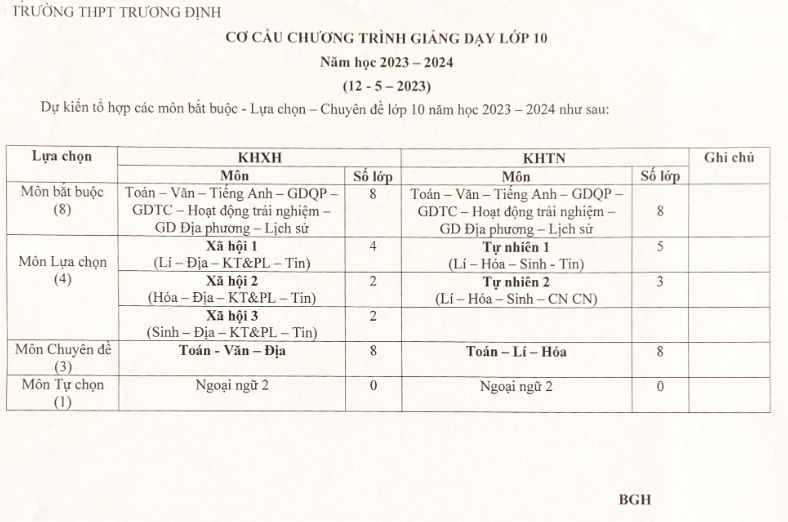 TRƯỜNG THPT TRƯƠNG ĐỊNH
CƠ CẤU CHƯƠNG TRÌNH GIẢNG DẠY LỚP 10
Năm học 2023 – 2024
(12 - 5 – 2023)
Dự kiến tổ hợp các môn bắt buộc - Lựa chọn – Chuyên đề lớp 10 năm học 2023 – 2024 như sau:
Lựa chọn KHXH KHTN Ghi chú
Môn Số lớp Môn Số lớp
Môn bắt buộc Toán – Văn – Tiếng Anh – GDQP – 8 Toán – Văn – Tiếng Anh – GDQP –
(8) GDTC – Hoạt động trải nghiệm – GDTC – Hoạt động trải nghiệm – 8
GD Địa phương – Lịch sử GD Địa phương – Lịch sử
Xã hội 1 4 Tự nhiên 1 5
Môn Lựa chọn (Lí – Địa – KT&PL – Tin) (Lí – Hóa – Sinh - Tin)
(4) Xã hội 2 2 Tự nhiên 2 3
(Hóa – Địa – KT&PL – Tin) (Lí – Hóa – Sinh – CN CN)
Xã hội 3 2
(Sinh – Địa – KT&PL – Tin)
Môn Chuyên đề Toán - Văn – Địa 8 Toán – Lí – Hóa 8
(3)
Môn Tự chọn Ngoại ngữ 2 0 Ngoại ngữ 2 0
(1)
BGH